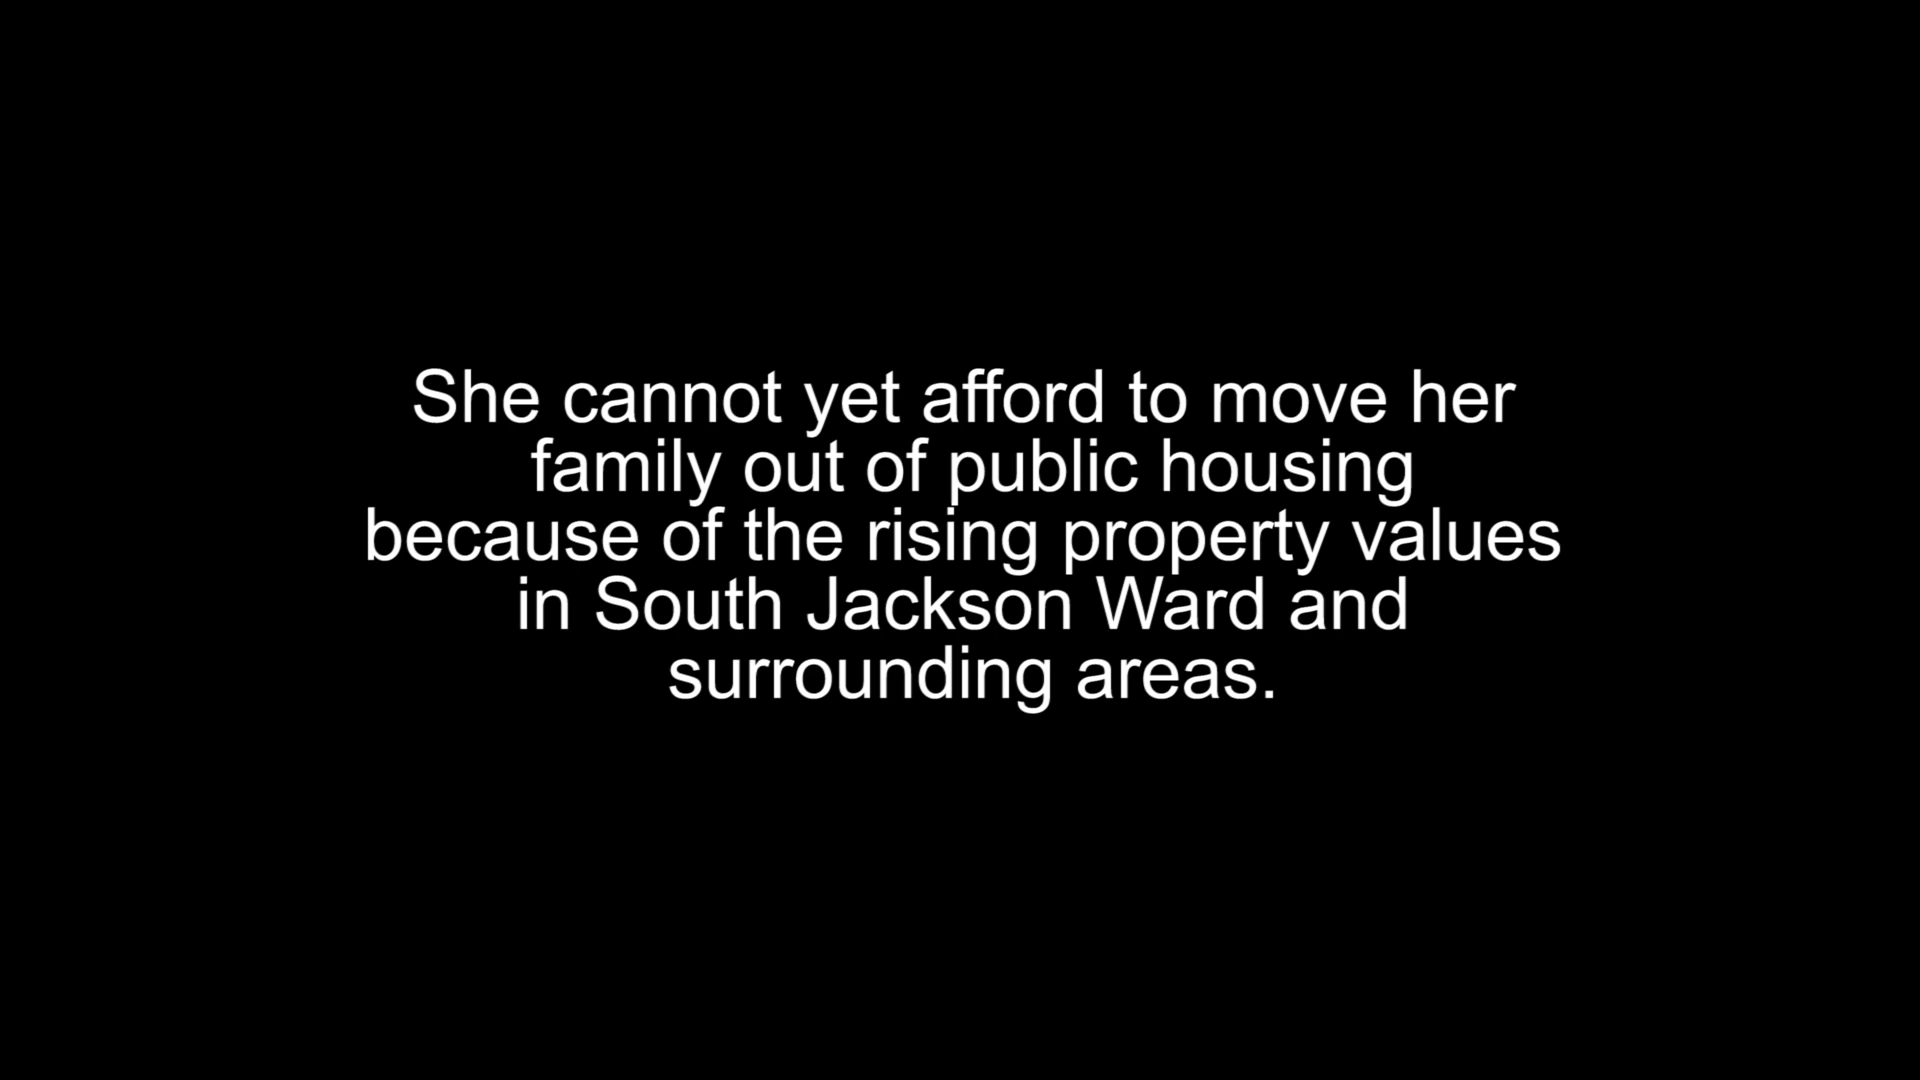 She cannot yet afford to move her
family out of public housing
because of the rising property values
in South Jackson Ward and
surrounding areas.